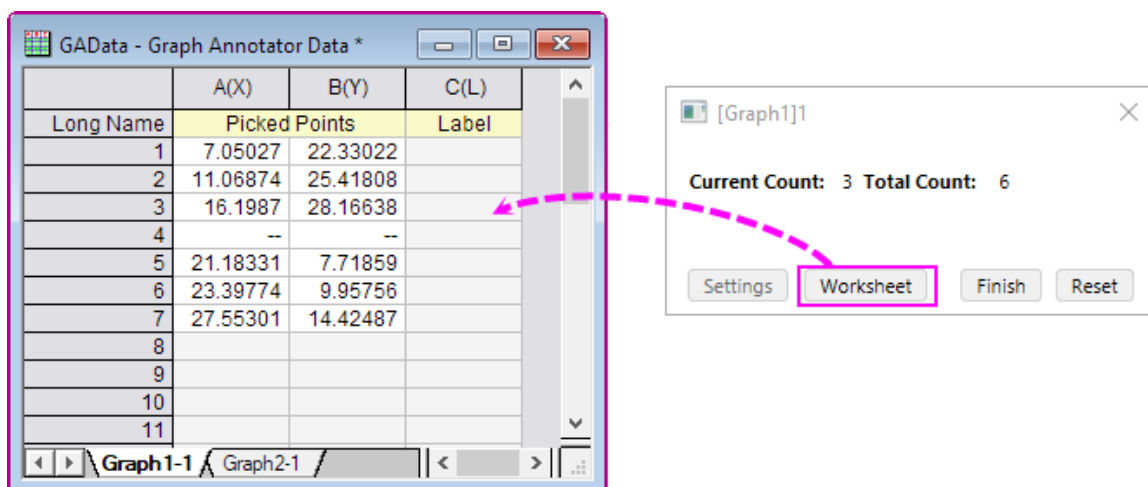 GAData - Graph Annotator Data *
A(X) B(Y) C(L)
Long Name Picked Points Label
1 7.05027 22.33022
2 11.06874 25.41808
3 16.1987 28.16638
4 -- --
5 21.18331 7.71859
6 23.39774 9.95756
7 27.55301 14.42487
8
9
10
11
Graph1-1 Graph2-1
[Graph1]1
Current Count: 3 Total Count: 6
Settings Worksheet Finish Reset